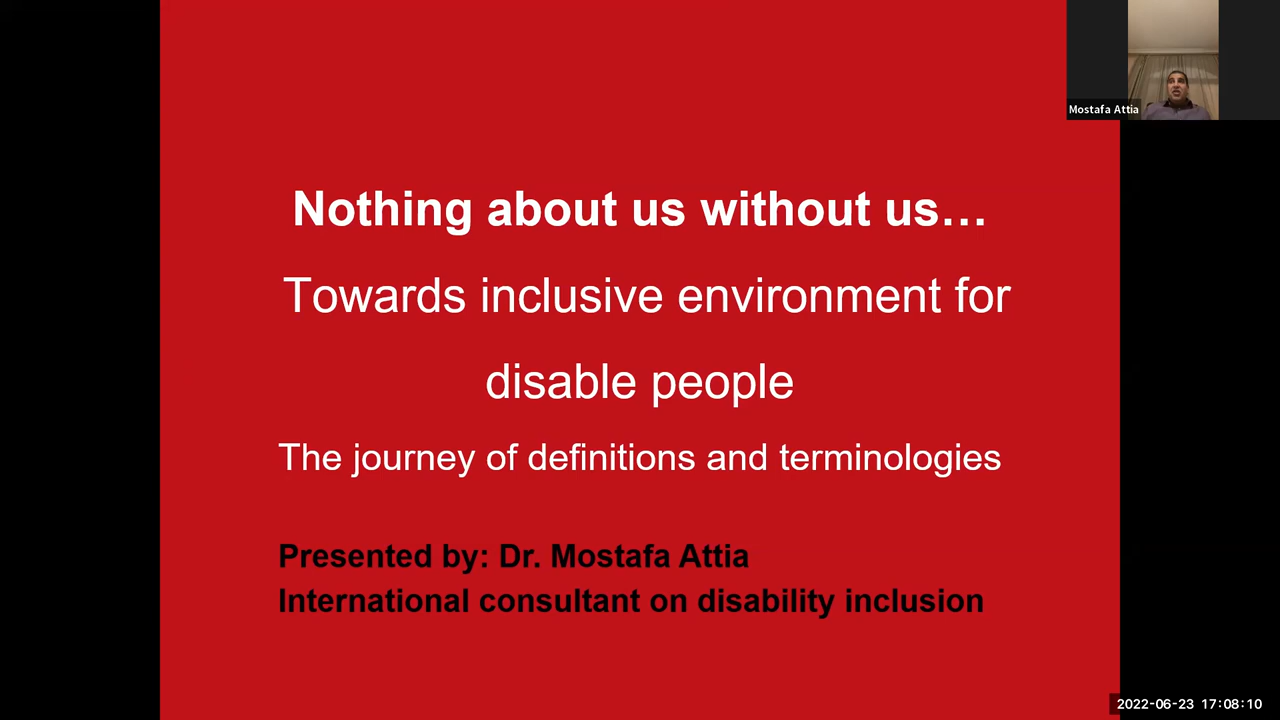 Mostafa Attia
Nothing about us without us…
Towards inclusive environment for
disable people
The journey of definitions and terminologies
Presented by: Dr. Mostafa Attia
International consultant on disability inclusion
2022-06-23 17:08:10